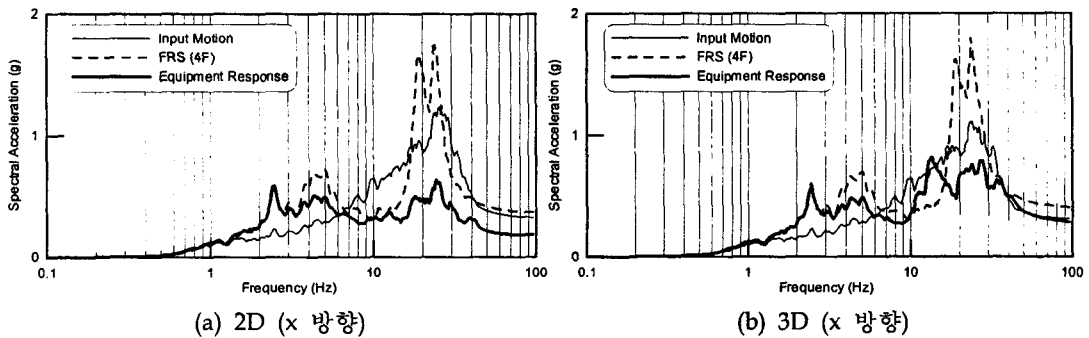 2
1
0
Spectral Acceleration (g)
Input Motion
FRS (4F)
Equipment Response
0.1 1 10 100
Frequency (Hz)
(a) 2D (x 방향)
2
1
0
Spectral Acceleration (g)
Input Motion
FRS (4F)
Equipment Response
0.1 1 10 100
Frequency (Hz)
(b) 3D (x 방향)